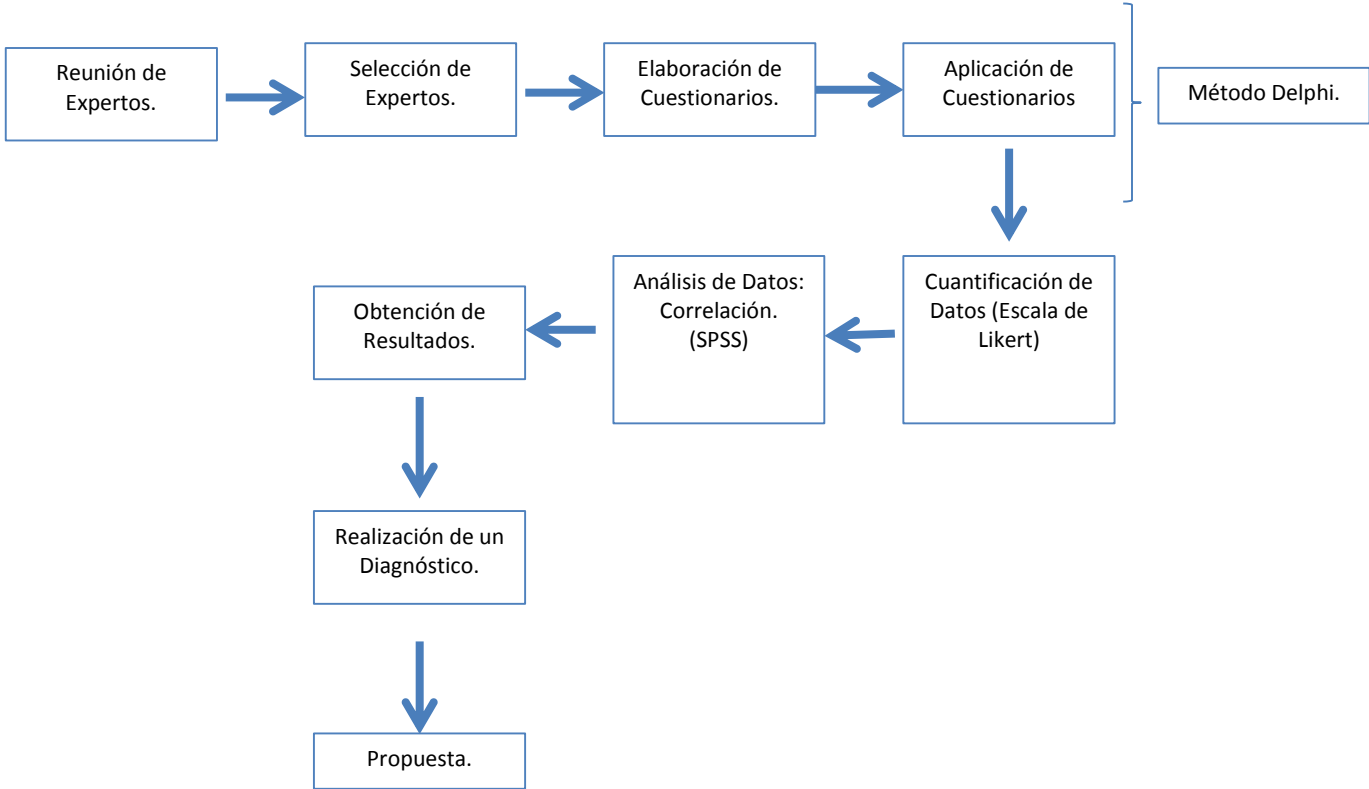 Reunión de
Expertos.
Selección de
Expertos.
Elaboración de
Cuestionarios.
Aplicación de
Cuestionarios
Método Delphi.
Cuantificación de
Datos (Escala de
Likert)
Análisis de Datos:
Correlación.
(SPSS)
Obtención de
Resultados.
Realización de un
Diagnóstico.
Propuesta.